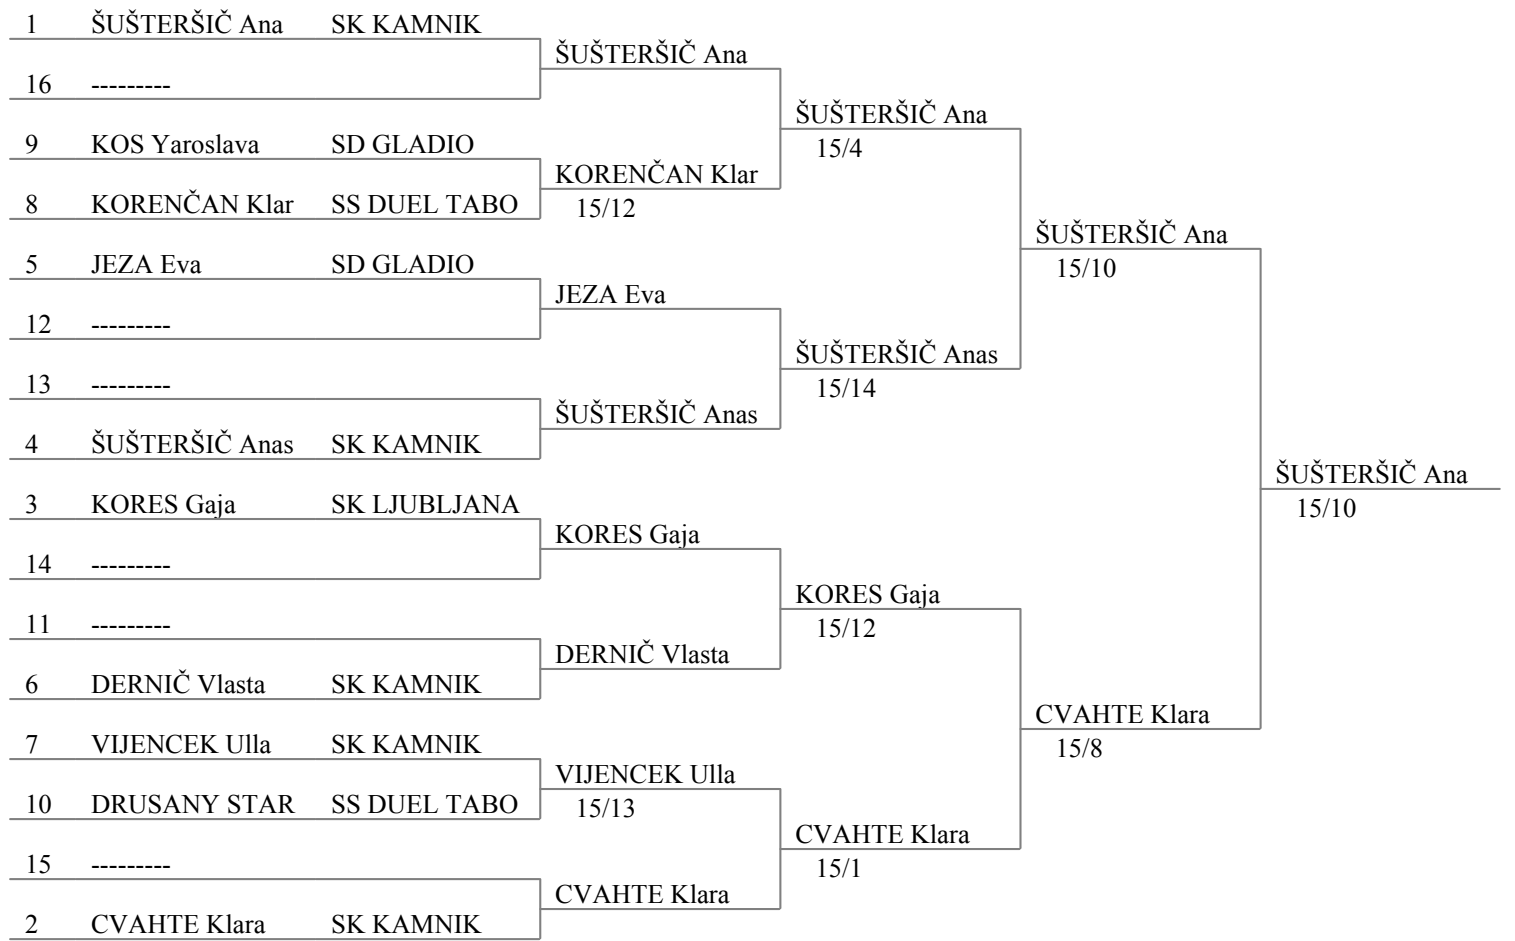 1 ŠUŠTERŠIČ Ana SK KAMNIK
ŠUŠTERŠIČ Ana
16 ---------
ŠUŠTERŠIČ Ana
15/4
9 KOS Yaroslava SD GLADIO
KORENČAN Klar
15/12
8 KORENČAN Klar SS DUEL TABO
ŠUŠTERŠIČ Ana
15/10
5 JEZA Eva SD GLADIO
JEZA Eva
12 ---------
ŠUŠTERŠIČ Anas
15/14
13 ---------
ŠUŠTERŠIČ Anas
4 ŠUŠTERŠIČ Anas SK KAMNIK
ŠUŠTERŠIČ Ana
15/10
3 KORES Gaja SK LJUBLJANA
KORES Gaja
14 ---------
KORES Gaja
15/12
11 ---------
DERNIČ Vlasta
6 DERNIČ Vlasta SK KAMNIK
CVAHTE Klara
15/8
7 VIJENCEK Ulla SK KAMNIK
VIJENCEK Ulla
15/13
10 DRUSANY STAR SS DUEL TABO
CVAHTE Klara
15/1
15 ---------
CVAHTE Klara
2 CVAHTE Klara SK KAMNIK